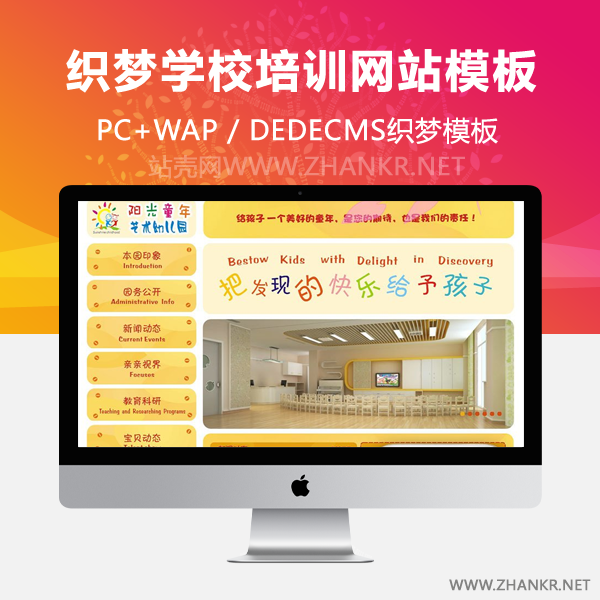 织梦学校培训网站模板
PC+WAP / DEDECMS织梦模板
站壳网WWW.ZHANKR.NET
阳光童年
艺术幼儿园
给孩子一个美好的童年，是您的期待，也是我们的责任！
Bestow Kids with Delight in Discovery
把发现的快乐给予孩子
本园印象
Introduction
园务公开
Administrative Info
新闻动态
Current Events
亲亲视界
Focuses
教育科研
Teaching and Researching Programs
宝贝动态
WWW.ZHANKR.NET